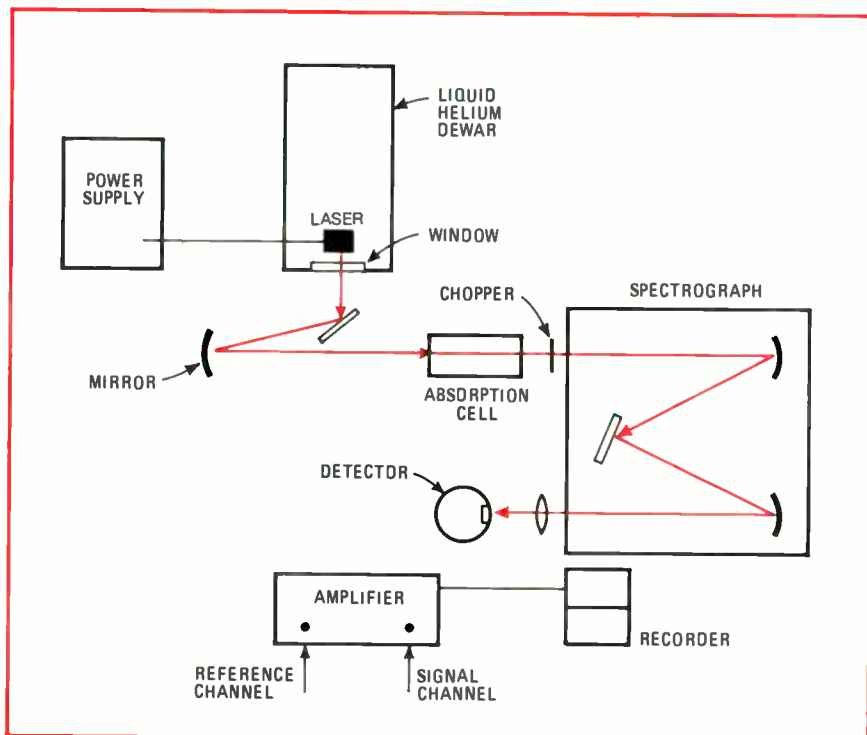 LIQUID
HELIUM
DEWAR
POWER
SUPPLY
LASER
WINDOW
CHOPPER
SPECTROGRAPH
MIRROR
ABSORPTION
CELL
DETECTOR
AMPLIFIER
RECORDER
REFERENCE
CHANNEL
SIGNAL
CHANNEL